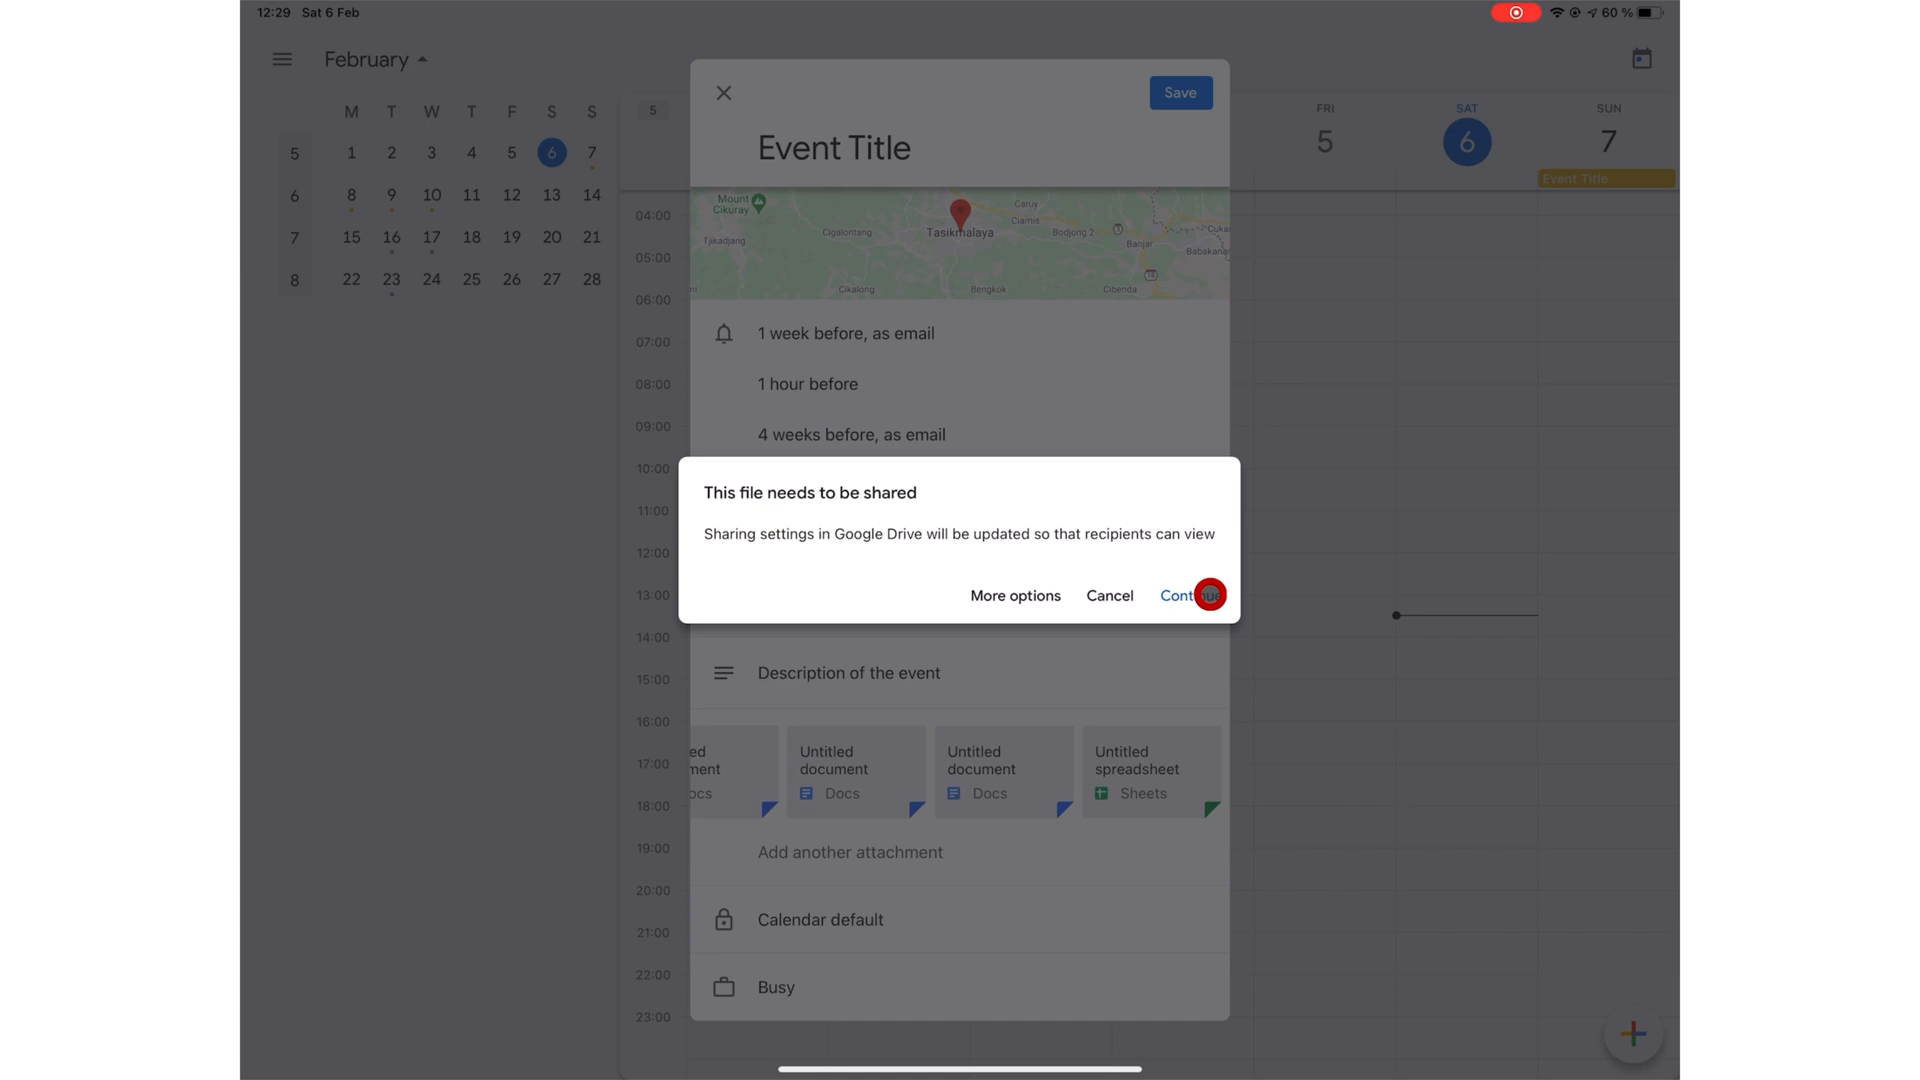 12:29 Sat 6 Feb
60 %
February
M T W T F S S
5 1 2 3 4 5 6 7
6 8 9 10 11 12 13 14
7 15 16 17 18 19 20 21
8 22 23 24 25 26 27 28
5
Save
Event Title
FRI
5
SAT
6
SUN
7
Event Title
Mount
Cikuray
Caruy
Ciamis
Cigalontang
Tasikmalaya
Bodjong 2
Tjikadjang
Banjar
Babakanan
Cikalong
Bengkok
Cibenda
04:00
05:00
06:00
07:00
08:00
09:00
10:00
11:00
12:00
13:00
14:00
15:00
16:00
17:00
18:00
19:00
20:00
21:00
22:00
23:00
1 week before, as email
1 hour before
4 weeks before, as email
This file needs to be shared
Sharing settings in Google Drive will be updated so that recipients can view
More options Cancel Continue
Description of the event
ed
ment
ocs
Untitled
document
Docs
Untitled
document
Docs
Untitled
spreadsheet
Sheets
Add another attachment
Calendar default
Busy